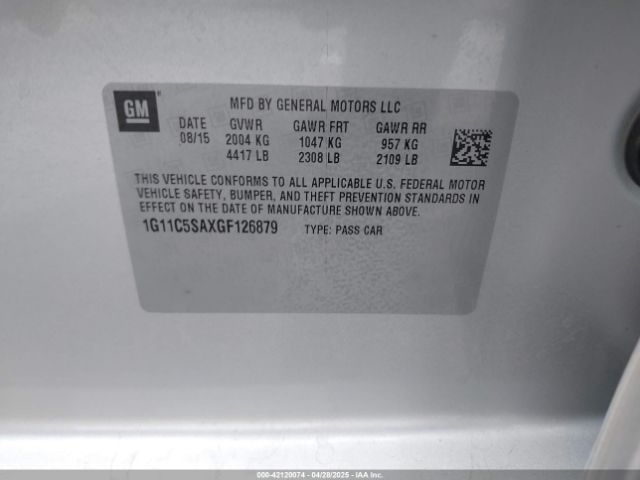 GM
MFD BY GENERAL MOTORS LLC
DATE GVWR GAWR FRT GAWR RR
08/15 2004 KG 1047 KG 957 KG
4417 LB 2308 LB 2109 LB
THIS VEHICLE CONFORMS TO ALL APPLICABLE U.S. FEDERAL MOTOR
VEHICLE SAFETY, BUMPER, AND THEFT PREVENTION STANDARDS IN
EFFECT ON THE DATE OF MANUFACTURE SHOWN ABOVE.
1G11C5SAXGF126879 TYPE: PASS CAR
000-42120074 - 04/28/2025 - IAA Inc.